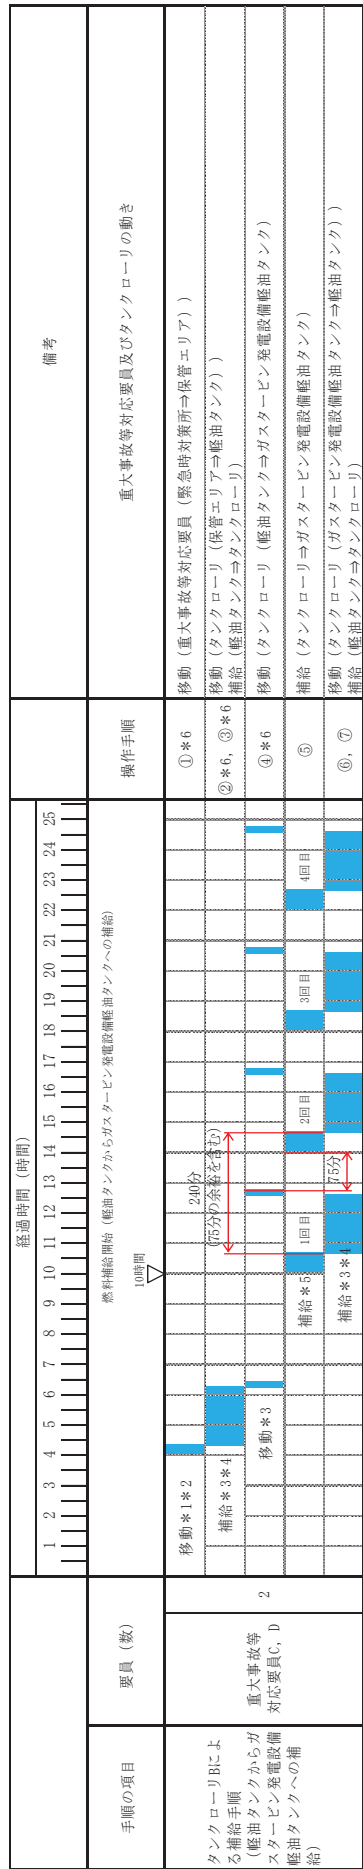 経過時間（時間）
備考
手順の項目
要員（数）
1 2 3 4 5 6 7 8 9 10 11 12 13 14 15 16 17 18 19 20 21 22 23 24 25
操作手順
重大事故等対応要員及びタンクローリの動き
燃料補給開始（軽油タンクからガスタービン発電設備軽油タンクへの補給）
10時間
タンクローリBによ
る補給手順
（軽油タンクからガ
スタービン発電設備
軽油タンクへの補
給）
重大事故等
対応要員C，D
2
移動＊1＊2
①＊6
移動（重大事故等対応要員（緊急時対策所⇒保管エリア））
補給＊3＊4
240分
(75分の余裕を含む)
②＊6，③＊6
移動（タンクローリ（保管エリア⇒軽油タンク））
補給（軽油タンク⇒タンクローリ）
移動＊3
④＊6
移動（タンクローリ（軽油タンク⇒ガスタービン発電設備軽油タンク）
補給＊5
1回目
2回目
3回目
4回目
⑤
補給（タンクローリ⇒ガスタービン発電設備軽油タンク）
補給＊3＊4
75分
⑥，⑦
移動（タンクローリ（ガスタービン発電設備軽油タンク⇒軽油タンク））
補給（軽油タンク⇒タンクローリ）